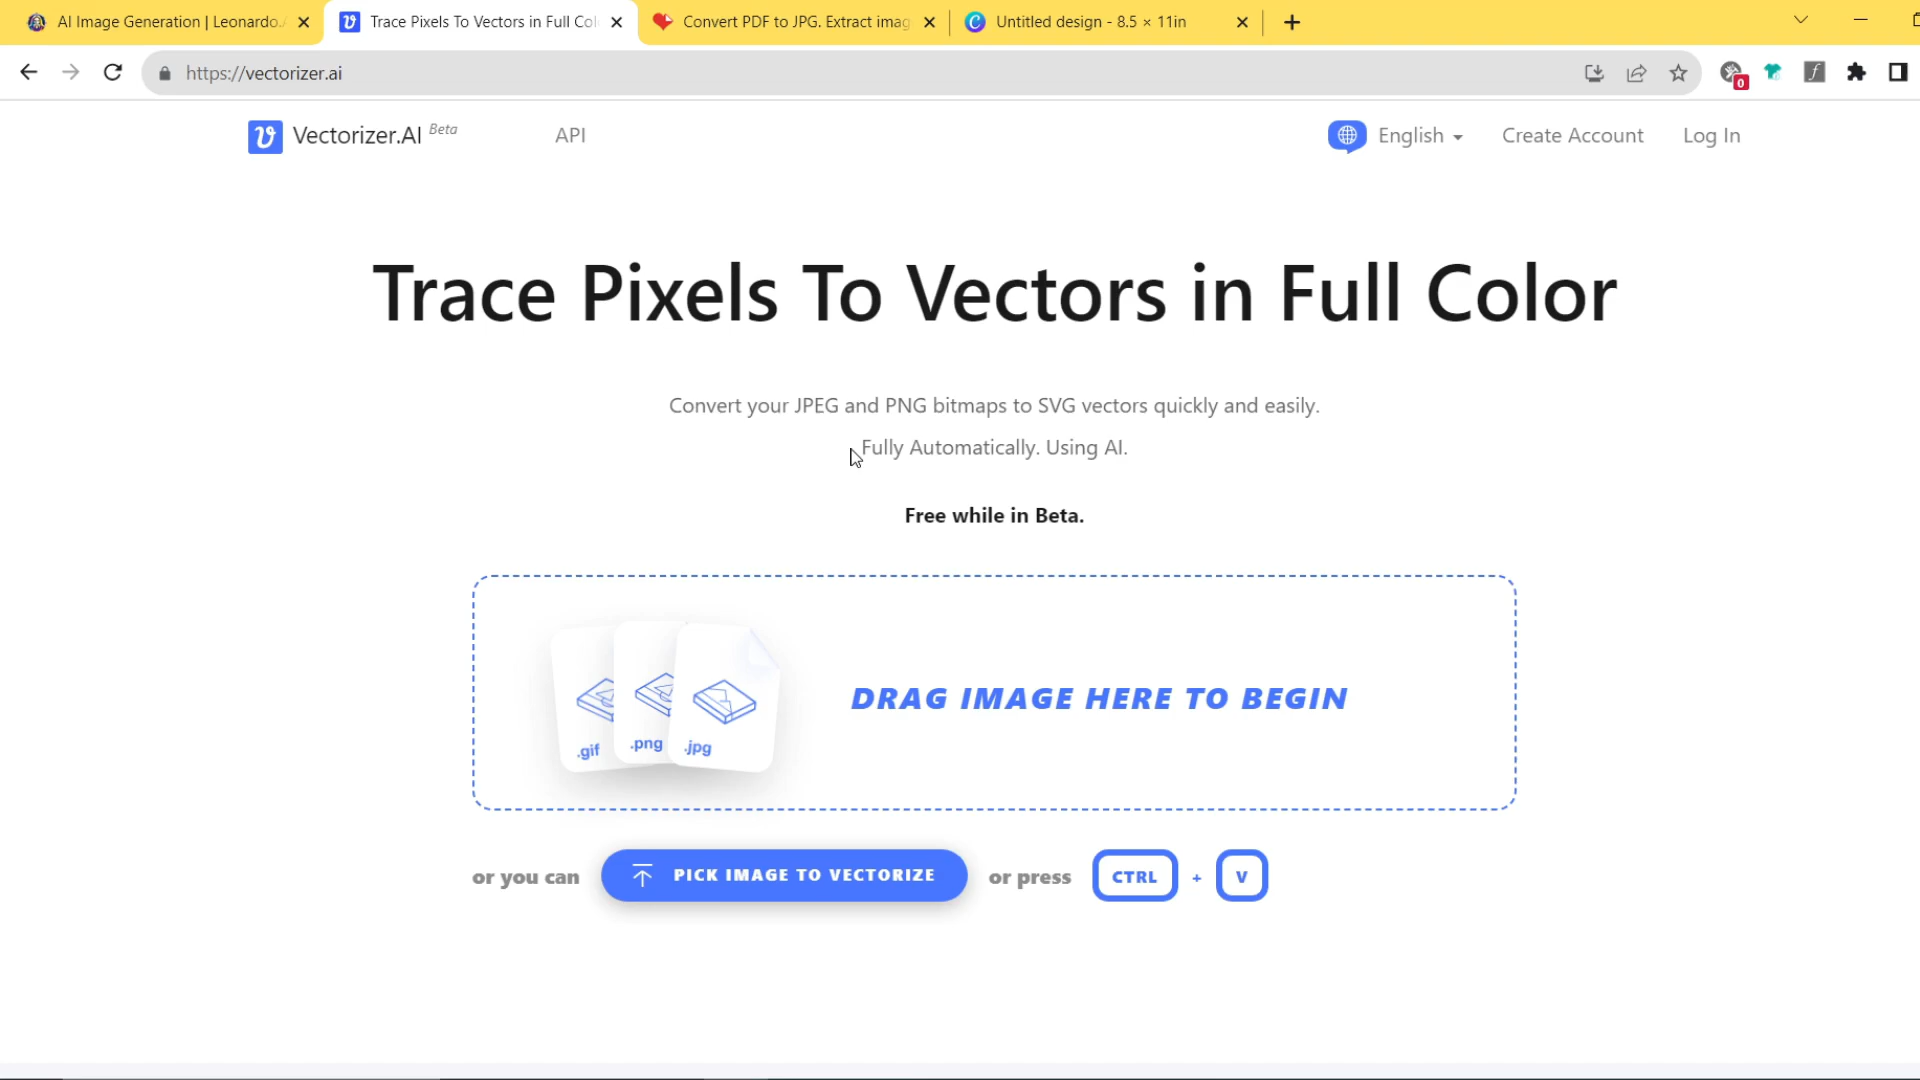 AI Image Generation | Leonardo.
Trace Pixels To Vectors in Full Col
Convert PDF to JPG. Extract imag
Untitled design - 8.5 × 11in
https://vectorizer.ai
0
Vectorizer.AI Beta
API
English
Create Account
Log In
Trace Pixels To Vectors in Full Color
Convert your JPEG and PNG bitmaps to SVG vectors quickly and easily.
Fully Automatically. Using AI.
Free while in Beta.
.gif
.png
.jpg
DRAG IMAGE HERE TO BEGIN
or you can
PICK IMAGE TO VECTORIZE
or press
CTRL
+
V